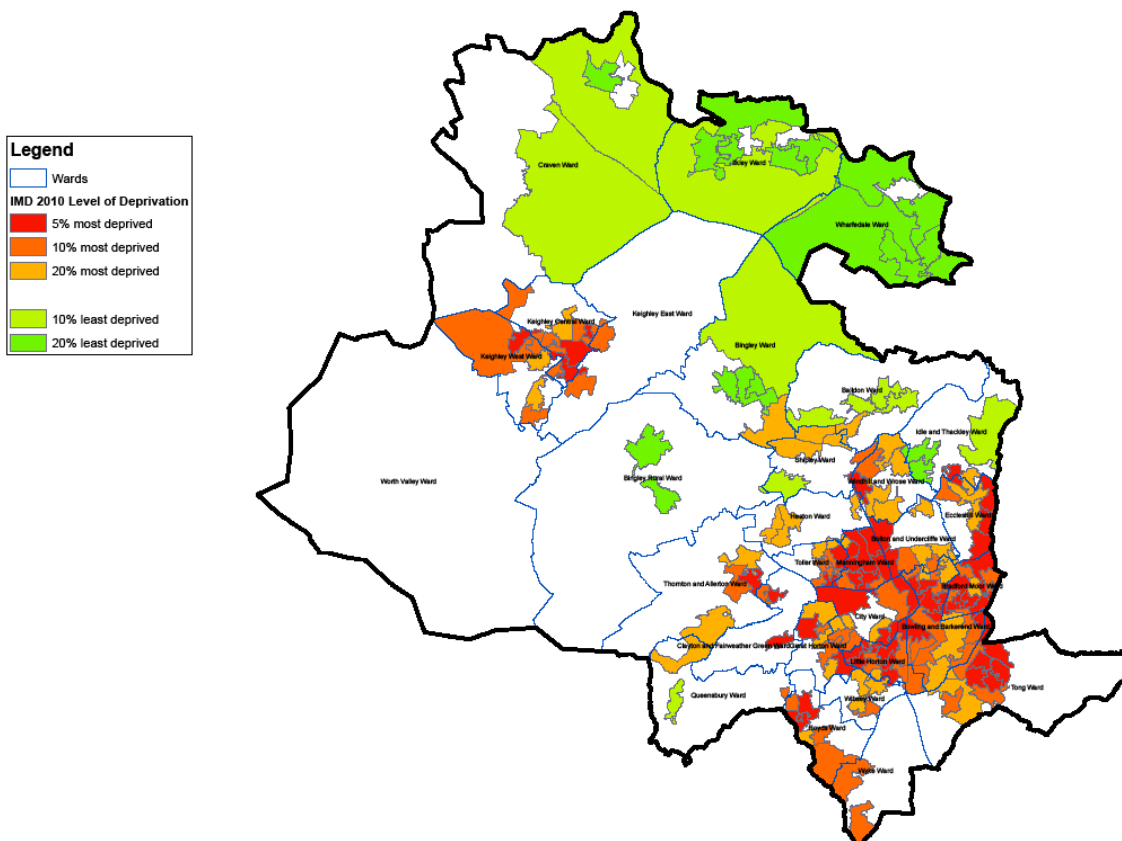 Legend
Wards
IMD 2010 Level of Deprivation
5% most deprived
10% most deprived
20% most deprived
10% least deprived
20% least deprived
Craven Ward
Ilkley Ward
Wharfedale Ward
Keighley Central Ward
Keighley East Ward
Keighley West Ward
Bingley Ward
Baildon Ward
Idle and Thackley Ward
Shipley Ward
Worth Valley Ward
Bingley Rural Ward
Windhill and Wrose Ward
Heaton Ward
Eccleshill Ward
Bolton and Undercliffe Ward
Toller Ward
Manningham Ward
Thornton and Allerton Ward
Bradford Moor Ward
City Ward
Bowling and Barkerend Ward
Clayton and Fairweather Green Ward
Great Horton Ward
Little Horton Ward
Tong Ward
Queensbury Ward
Wibsey Ward
Royds Ward
Wyke Ward